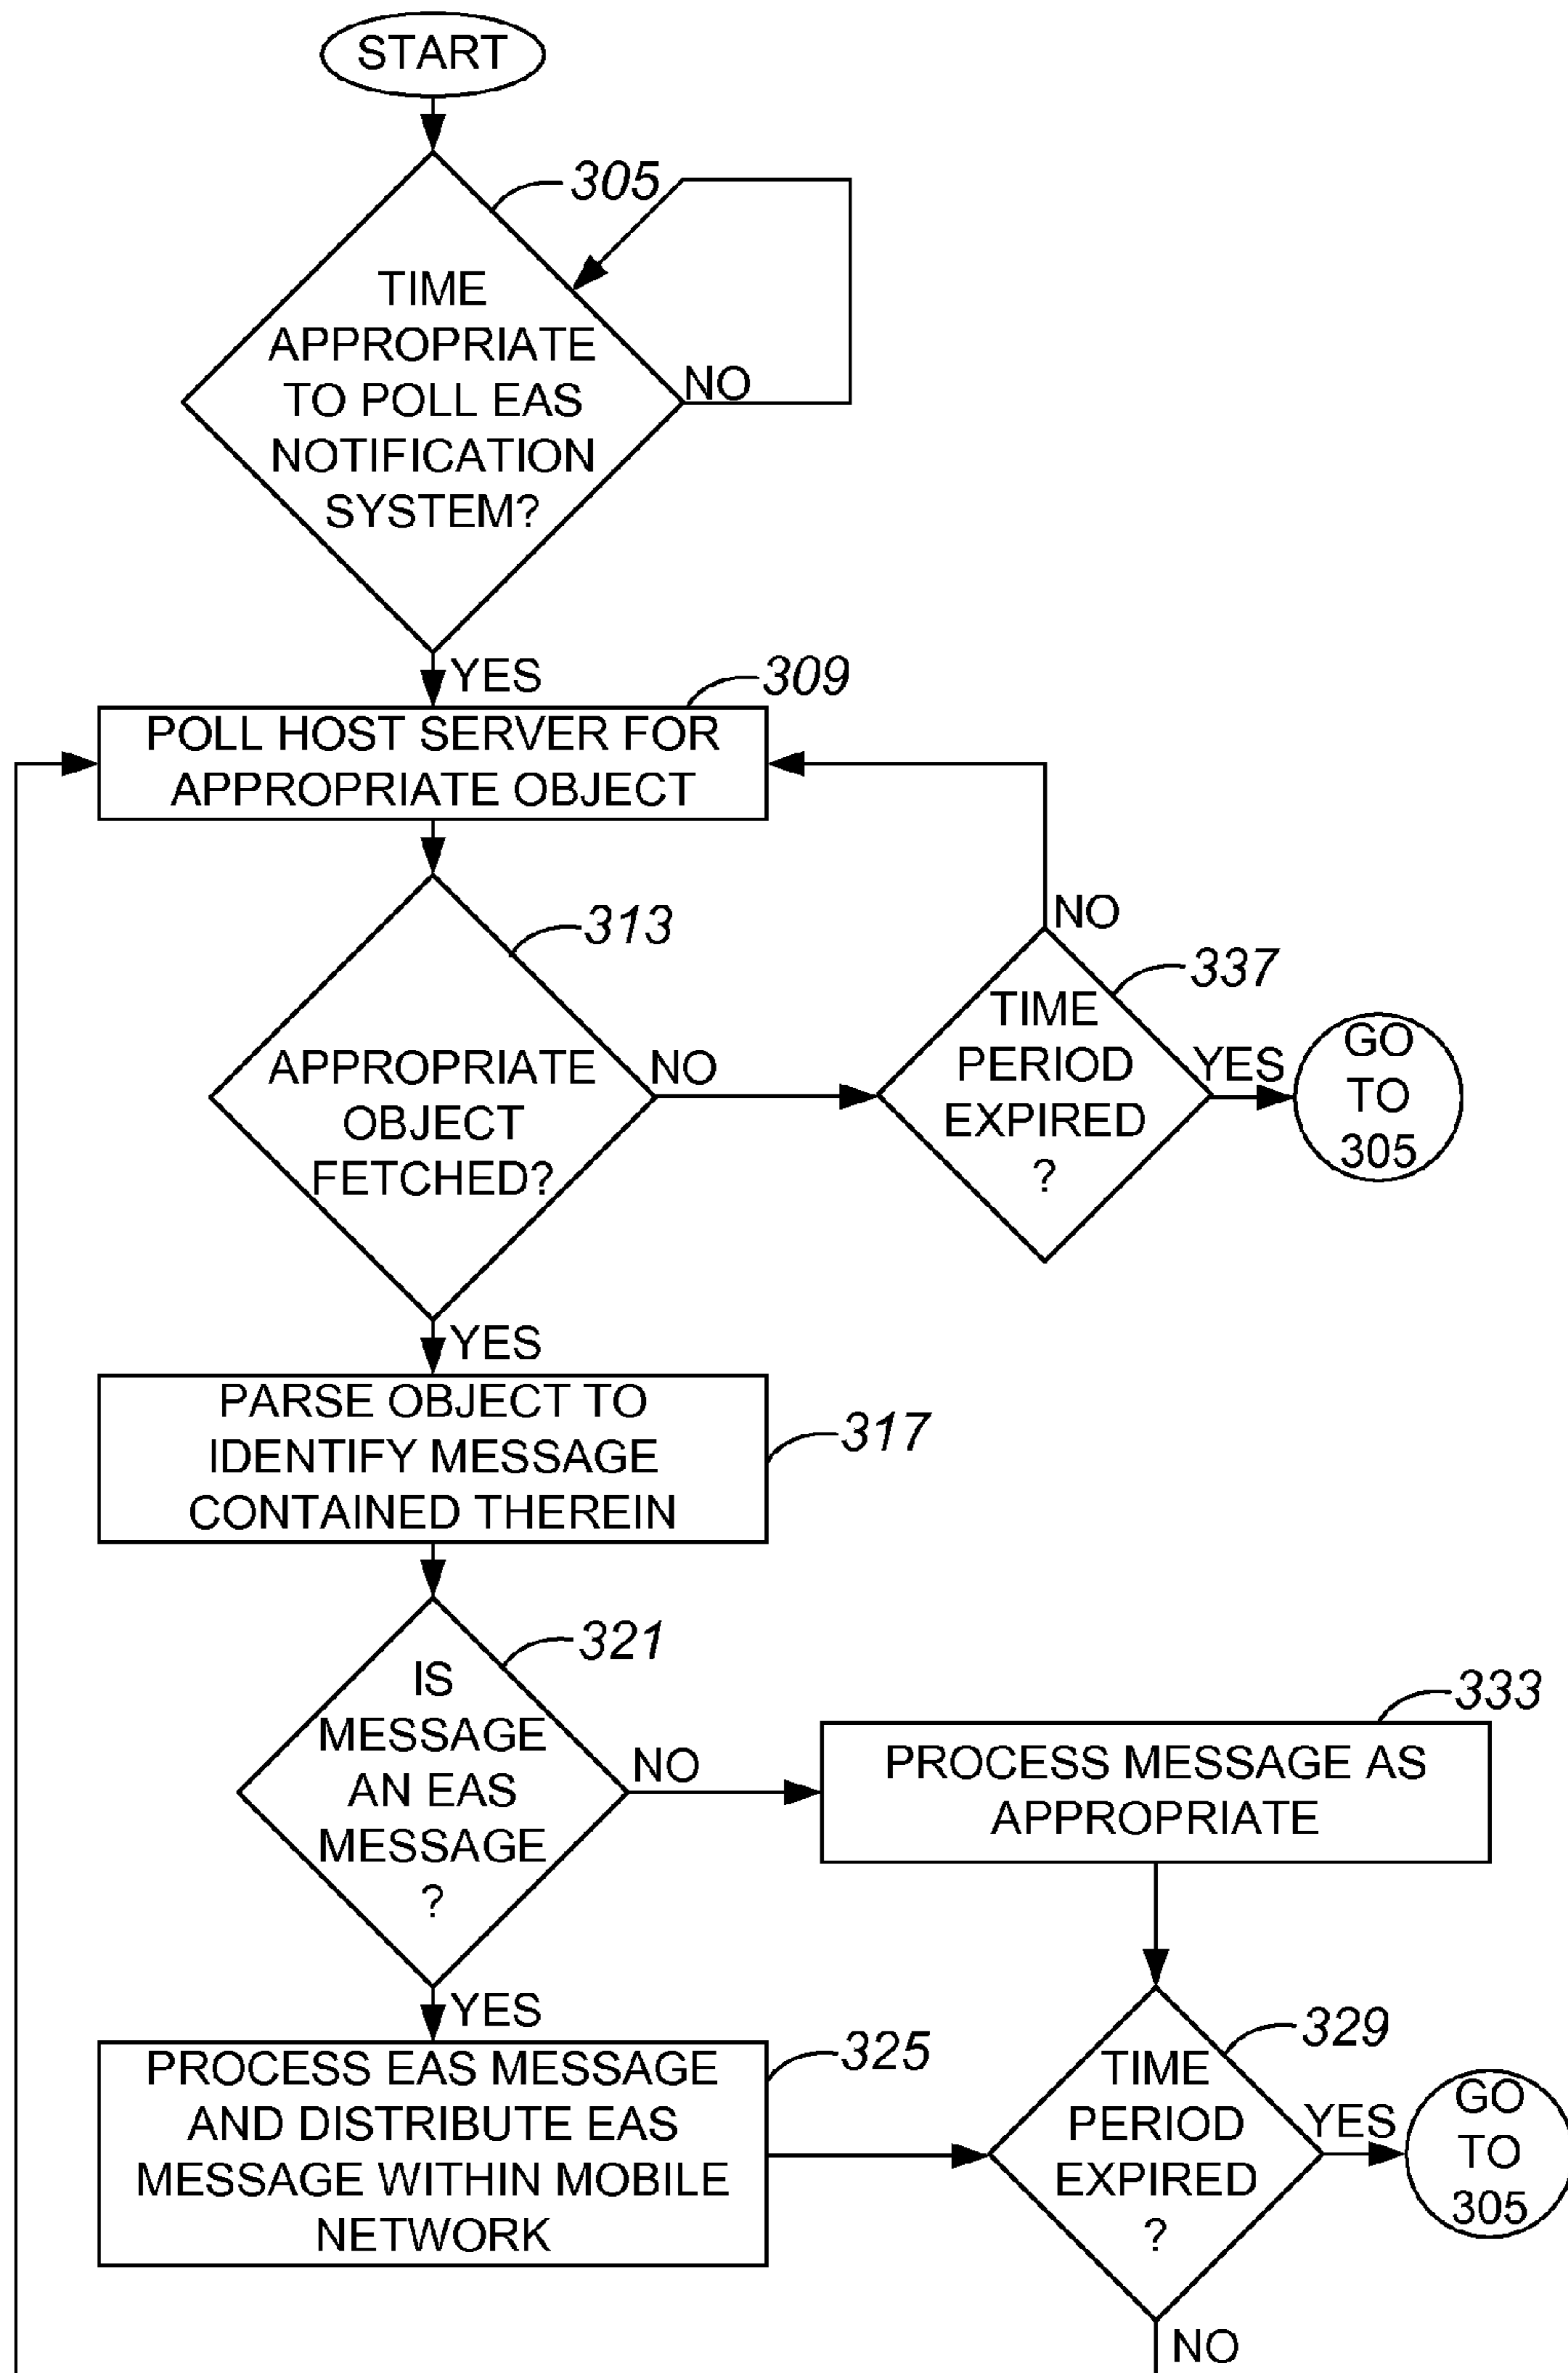 START
305
TIME
APPROPRIATE
TO POLL EAS
NOTIFICATION
SYSTEM?
NO
YES
309
POLL HOST SERVER FOR
APPROPRIATE OBJECT
313
APPROPRIATE
OBJECT
FETCHED?
NO
NO
337
TIME
PERIOD
EXPIRED
?
YES
GO
TO
305
YES
PARSE OBJECT TO
IDENTIFY MESSAGE
CONTAINED THEREIN
317
321
IS
MESSAGE
AN EAS
MESSAGE
?
NO
333
PROCESS MESSAGE AS
APPROPRIATE
YES
PROCESS EAS MESSAGE
AND DISTRIBUTE EAS
MESSAGE WITHIN MOBILE
NETWORK
325
329
TIME
PERIOD
EXPIRED
?
YES
GO
TO
305
NO